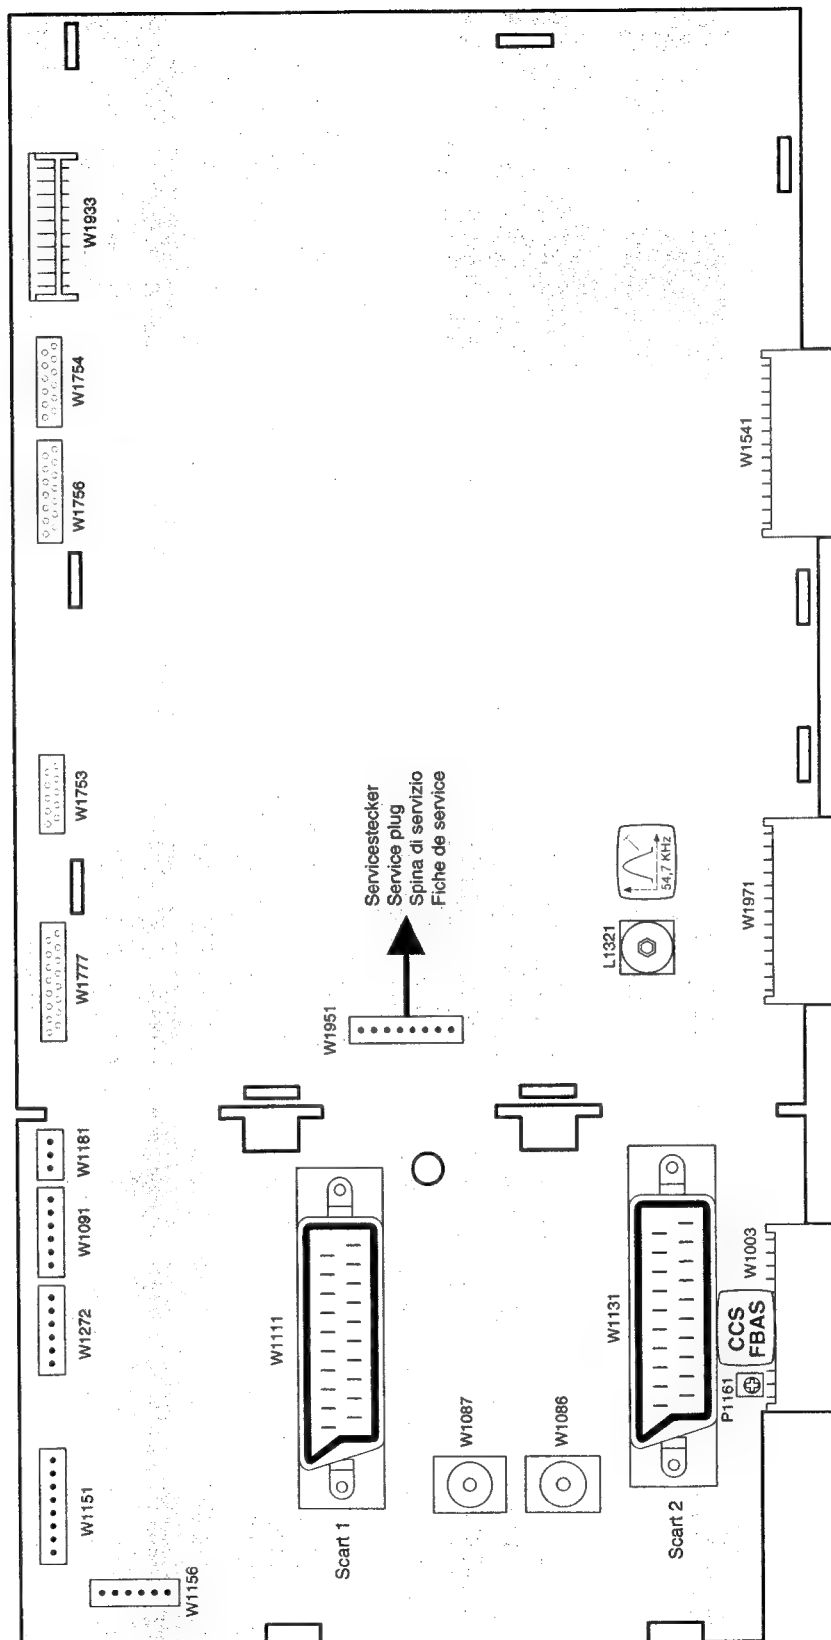 W1933
W1754
W1756
W1541
W1753
Servicestecker
Service plug
Spina di servizio
Fiche de service
54,7 KHz
W1971
L1321
W1777
W1951
W1181
W1091
W1272
W1111
W1131
W1003
CCS
FBAS
P1161
W1087
W1086
W1151
Scart 1
Scart 2
W1156